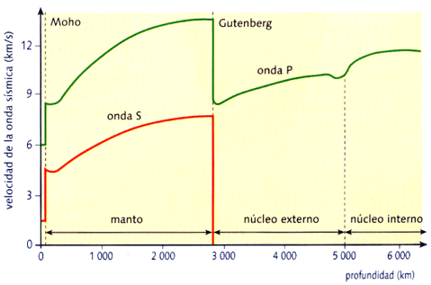 Moho
Gutenberg
velocidad de la onda sísmica (km/s)
12
9
6
3
0
onda P
onda S
manto
núcleo externo
núcleo interno
0
1 000
2 000
3 000
4 000
5 000
6 000
profundidad (km)